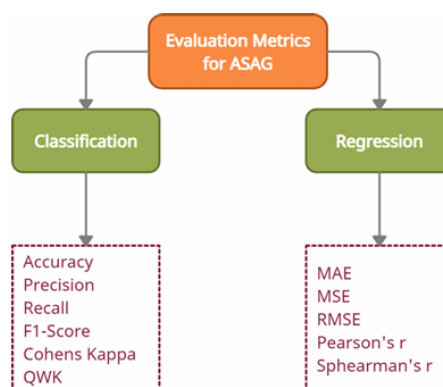 Evaluation Metrics
for ASAG
Classification
Regression
Accuracy
Precision
Recall
F1-Score
Cohens Kappa
QWK
MAE
MSE
RMSE
Pearson's r
Sphearman's r